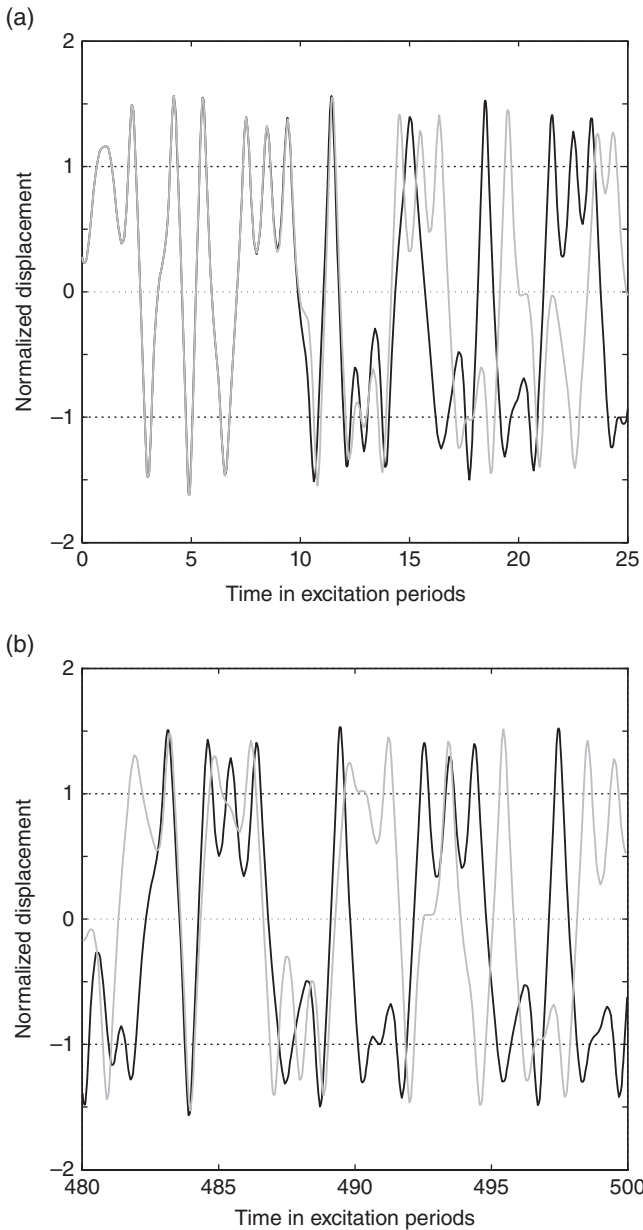 (a)
2
1
0
−1
−2
Normalized displacement
0 5 10 15 20 25
Time in excitation periods
(b)
2
1
0
−1
−2
Normalized displacement
480 485 490 495 500
Time in excitation periods